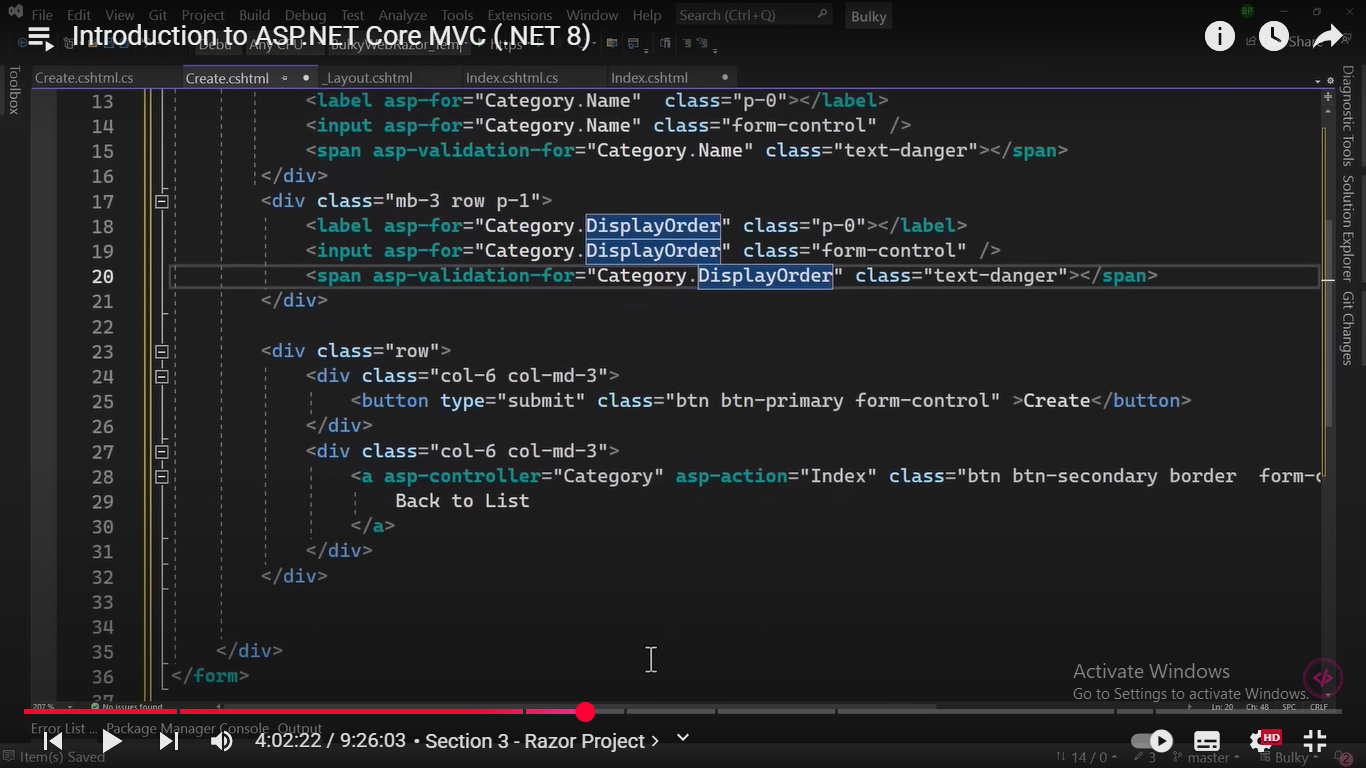 File Edit View Git Project Build Debug Test Analyze Tools Extensions Window Help Search (Ctrl+Q) Bulky
Introduction to ASP.NET Core MVC (.NET 8)
Create.cshtml.cs Create.cshtml _Layout.cshtml Index.cshtml.cs Index.cshtml
Toolbox
Diagnostic Tools Solution Explorer Git Changes
13 <label asp-for="Category.Name"  class="p-0"></label>
14 <input asp-for="Category.Name" class="form-control" />
15 <span asp-validation-for="Category.Name" class="text-danger"></span>
16 </div>
17 <div class="mb-3 row p-1">
18 <label asp-for="Category.DisplayOrder" class="p-0"></label>
19 <input asp-for="Category.DisplayOrder" class="form-control" />
20 <span asp-validation-for="Category.DisplayOrder" class="text-danger"></span>
21 </div>
22
23 <div class="row">
24 <div class="col-6 col-md-3">
25 <button type="submit" class="btn btn-primary form-control" >Create</button>
26 </div>
27 <div class="col-6 col-md-3">
28 <a asp-controller="Category" asp-action="Index" class="btn btn-secondary border  form-
29 Back to List
30 </a>
31 </div>
32 </div>
33
34
35 </div>
36 </form>
37
Activate Windows
Go to Settings to activate Windows.
207 % No issues found Ln: 20 Ch: 48 SPC CRLF
Error List ... Package Manager Console Output
4:02:22 / 9:26:03 • Section 3 - Razor Project
HD
Item(s) Saved 14 / 0 3 master Bulky 2